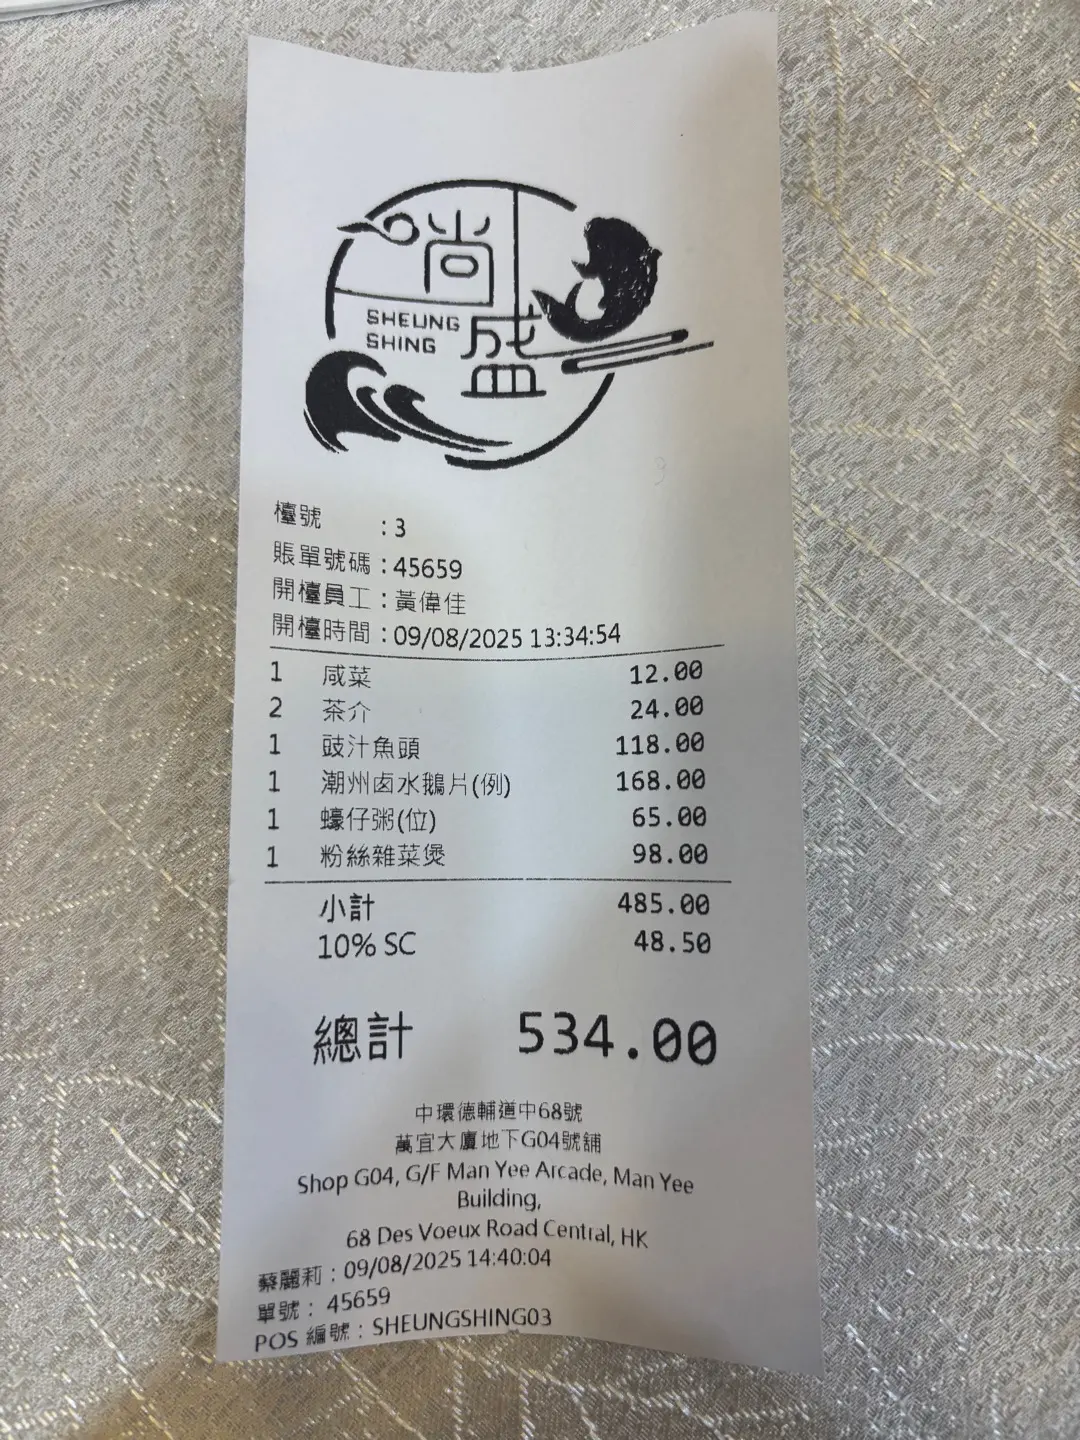 尚
盛
SHEUNG
SHING
檯號 : 3
賬單號碼 : 45659
開檯員工 : 黃偉佳
開檯時間 : 09/08/2025 13:34:54
1 咸菜 12.00
2 茶介 24.00
1 豉汁魚頭 118.00
1 潮州卤水鵝片(例) 168.00
1 蠔仔粥(位) 65.00
1 粉絲雜菜煲 98.00
小計 485.00
10% SC 48.50
總計 534.00
中環德輔道中68號
萬宜大廈地下G04號舖
Shop G04, G/F Man Yee Arcade, Man Yee
Building,
68 Des Voeux Road Central, HK
蔡麗莉 : 09/08/2025 14:40:04
單號 : 45659
POS 編號 : SHEUNGSHING03